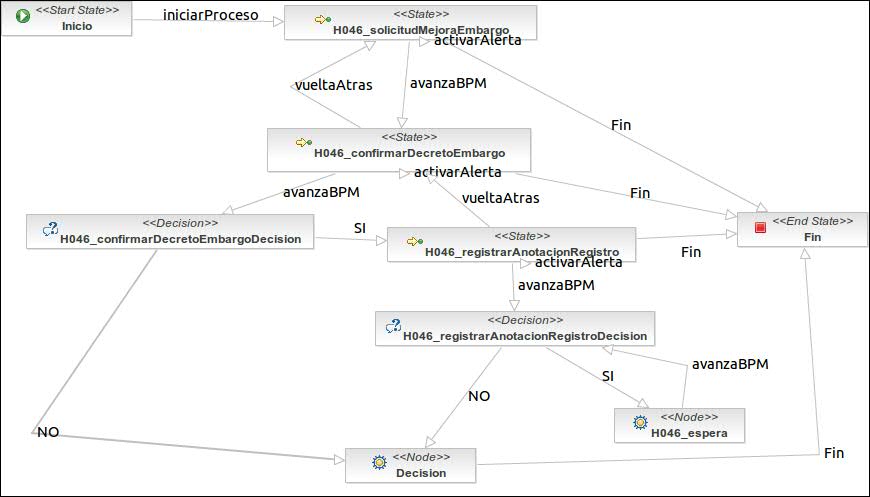 <<Start State>>
Inicio
iniciarProceso
<<State>>
H046_solicitudMejoraEmbargo
activarAlerta
vueltaAtras
avanzaBPM
Fin
<<State>>
H046_confirmarDecretoEmbargo
activarAlerta
avanzaBPM
vueltaAtras
Fin
<<Decision>>
H046_confirmarDecretoEmbargoDecision
SI
<<State>>
H046_registrarAnotacionRegistro
activarAlerta
Fin
<<End State>>
Fin
avanzaBPM
<<Decision>>
H046_registrarAnotacionRegistroDecision
avanzaBPM
SI
NO
<<Node>>
H046_espera
NO
<<Node>>
Decision
Fin